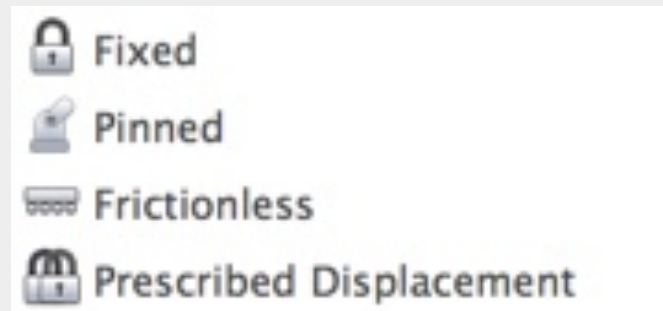 Fixed
Pinned
Frictionless
Prescribed Displacement